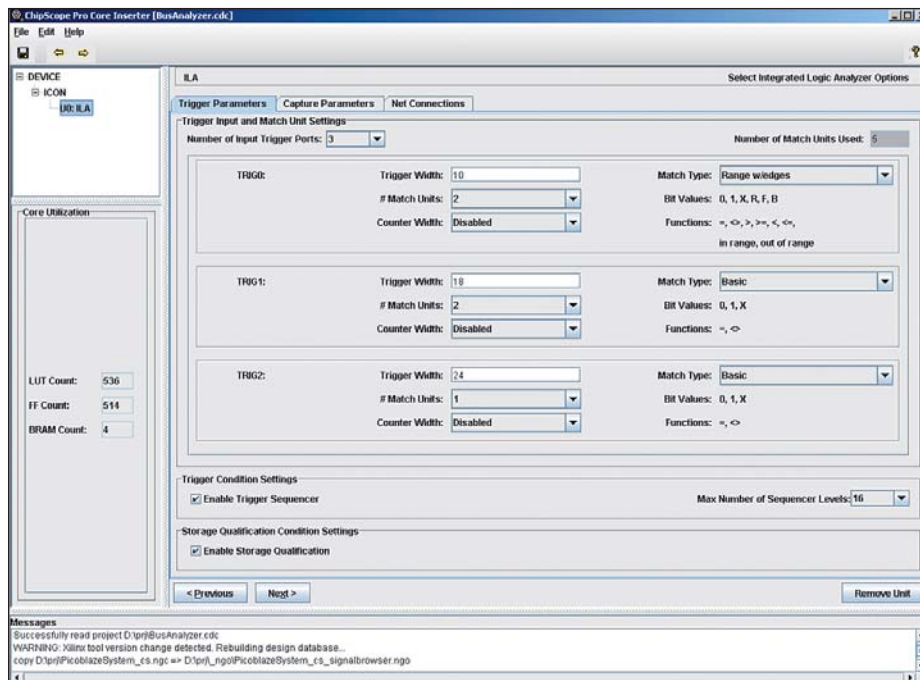 ChipScope Pro Core Inserter [BusAnalyzer.cdc]
File Edit Help
DEVICE
ICON
U0: ILA
Core Utilization
LUT Count: 536
FF Count: 514
BRAM Count: 4
ILA Select Integrated Logic Analyzer Options
Trigger Parameters Capture Parameters Net Connections
Trigger Input and Match Unit Settings
Number of Input Trigger Ports: 3 Number of Match Units Used: 5
TRIG0: Trigger Width: 10 Match Type: Range w/edges
# Match Units: 2 Bit Values: 0, 1, X, R, F, B
Counter Width: Disabled Functions: =, <>, >, >=, <, <=,
in range, out of range
TRIG1: Trigger Width: 18 Match Type: Basic
# Match Units: 2 Bit Values: 0, 1, X
Counter Width: Disabled Functions: =, <>
TRIG2: Trigger Width: 24 Match Type: Basic
# Match Units: 1 Bit Values: 0, 1, X
Counter Width: Disabled Functions: =, <>
Trigger Condition Settings
Enable Trigger Sequencer Max Number of Sequencer Levels: 16
Storage Qualification Condition Settings
Enable Storage Qualification
< Previous Next > Remove Unit
Messages
Successfully read project D:\prj\BusAnalyzer.cdc
WARNING: Xilinx tool version change detected. Rebuilding design database...
copy D:\prj\PicoblazeSystem_cs.ngc => D:\prj\_ngo\PicoblazeSystem_cs_signalbrowser.ngo